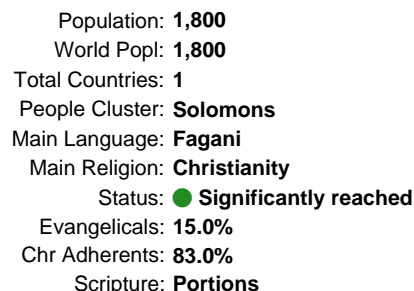 Population: 1,800
World Popl: 1,800
Total Countries: 1
People Cluster: Solomons
Main Language: Fagani
Main Religion: Christianity
Status: Significantly reached
Evangelicals: 15.0%
Chr Adherents: 83.0%
Scripture: Portions